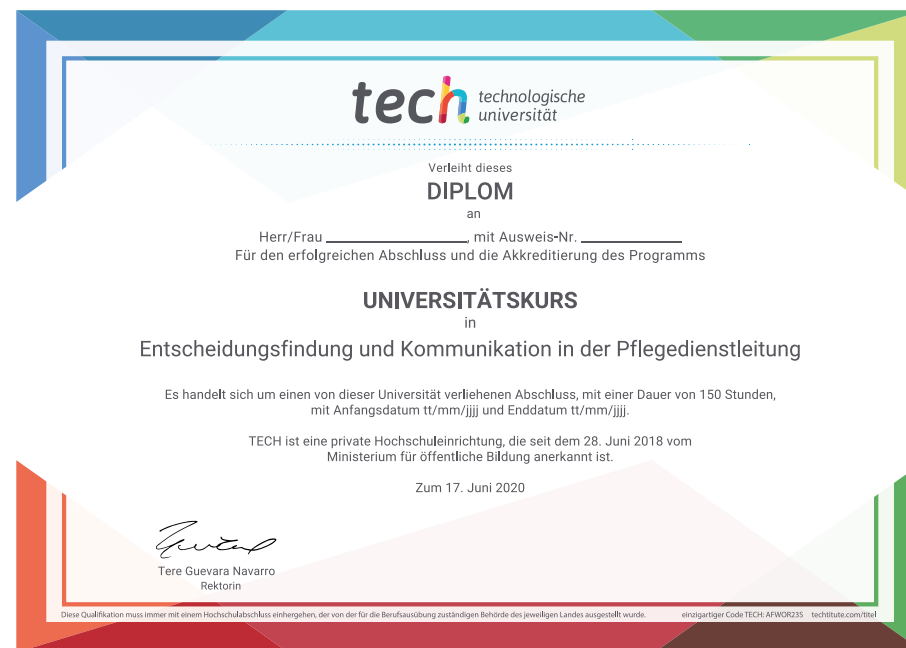 tech technologische
universität
Verleiht dieses
DIPLOM
an
Herr/Frau ____________________, mit Ausweis-Nr. ______________
Für den erfolgreichen Abschluss und die Akkreditierung des Programms
UNIVERSITÄTSKURS
in
Entscheidungsfindung und Kommunikation in der Pflegedienstleitung
Es handelt sich um einen von dieser Universität verliehenen Abschluss, mit einer Dauer von 150 Stunden,
mit Anfangsdatum tt/mm/jjjj und Enddatum tt/mm/jjjj.
TECH ist eine private Hochschuleinrichtung, die seit dem 28. Juni 2018 vom
Ministerium für öffentliche Bildung anerkannt ist.
Zum 17. Juni 2020
Tere Guevara Navarro
Rektorin
Diese Qualifikation muss immer mit einem Hochschulabschluss einhergehen, der von der für die Berufsausübung zuständigen Behörde des jeweiligen Landes ausgestellt wurde. einzigartiger Code TECH: AFWOR23S techtitute.com/titel